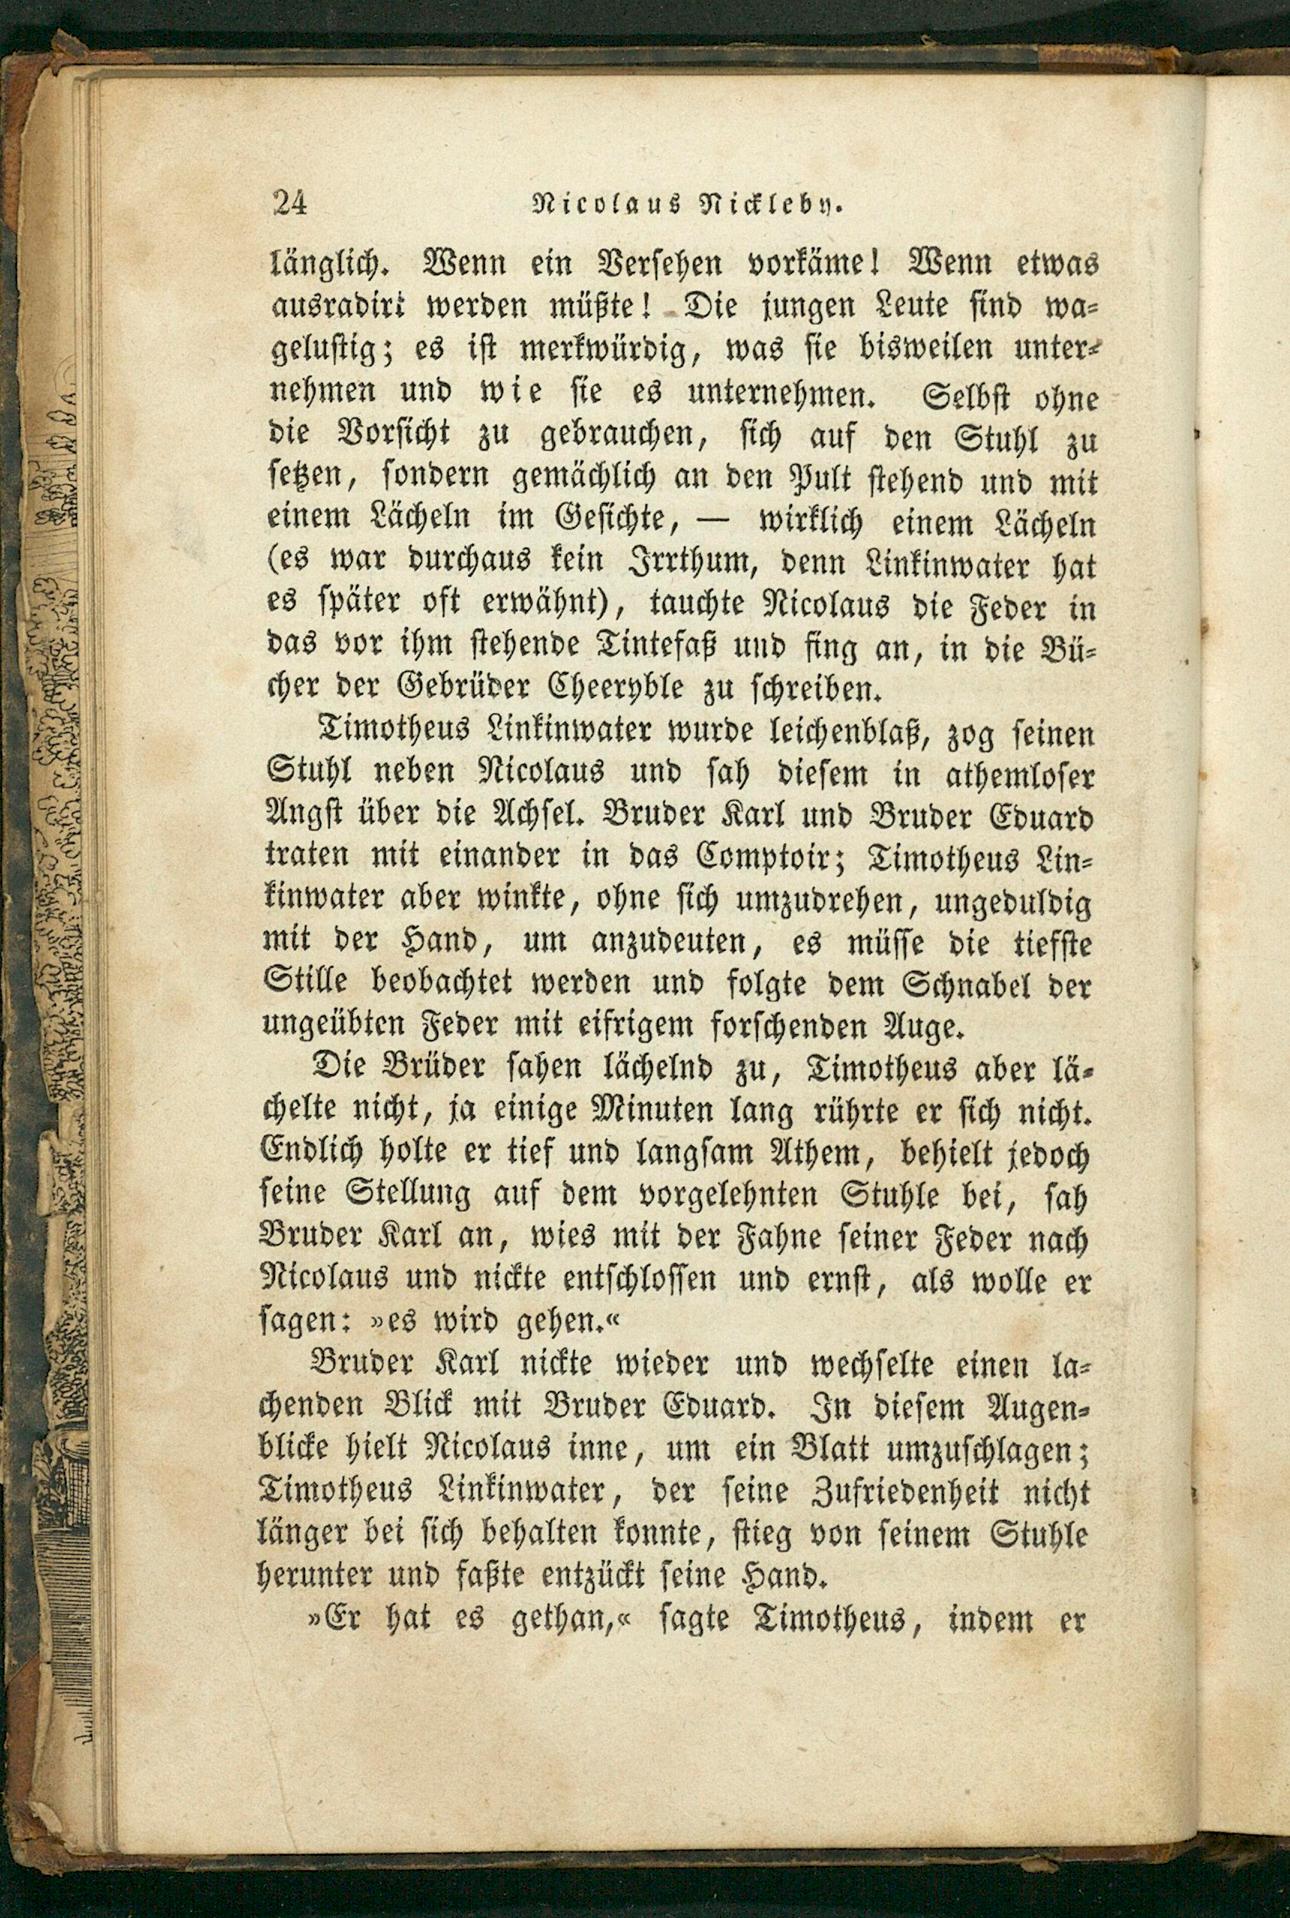 24 Nicolaus Nickleby.
länglich. Wenn ein Versehen vorkäme! Wenn etwas
ausradirt werden müßte! Die jungen Leute sind wa-
gelustig; es ist merkwürdig, was sie bisweilen unter-
nehmen und wie sie es unternehmen. Selbst ohne
die Vorsicht zu gebrauchen, sich auf den Stuhl zu
setzen, sondern gemächlich an den Pult stehend und mit
einem Lächeln im Gesichte, — wirklich einem Lächeln
(es war durchaus kein Irrthum, denn Linkinwater hat
es später oft erwähnt), tauchte Nicolaus die Feder in
das vor ihm stehende Tintefaß und fing an, in die Bü-
cher der Gebrüder Cheeryble zu schreiben.
Timotheus Linkinwater wurde leichenblaß, zog seinen
Stuhl neben Nicolaus und sah diesem in athemloser
Angst über die Achsel. Bruder Karl und Bruder Eduard
traten mit einander in das Comptoir; Timotheus Lin-
kinwater aber winkte, ohne sich umzudrehen, ungeduldig
mit der Hand, um anzudeuten, es müsse die tiefste
Stille beobachtet werden und folgte dem Schnabel der
ungeübten Feder mit eifrigem forschenden Auge.
Die Brüder sahen lächelnd zu, Timotheus aber lä-
chelte nicht, ja einige Minuten lang rührte er sich nicht.
Endlich holte er tief und langsam Athem, behielt jedoch
seine Stellung auf dem vorgelehnten Stuhle bei, sah
Bruder Karl an, wies mit der Fahne seiner Feder nach
Nicolaus und nickte entschlossen und ernst, als wolle er
sagen: »es wird gehen.«
Bruder Karl nickte wieder und wechselte einen la-
chenden Blick mit Bruder Eduard. In diesem Augen-
blicke hielt Nicolaus inne, um ein Blatt umzuschlagen;
Timotheus Linkinwater, der seine Zufriedenheit nicht
länger bei sich behalten konnte, stieg von seinem Stuhle
herunter und faßte entzückt seine Hand.
»Er hat es gethan,« sagte Timotheus, indem er